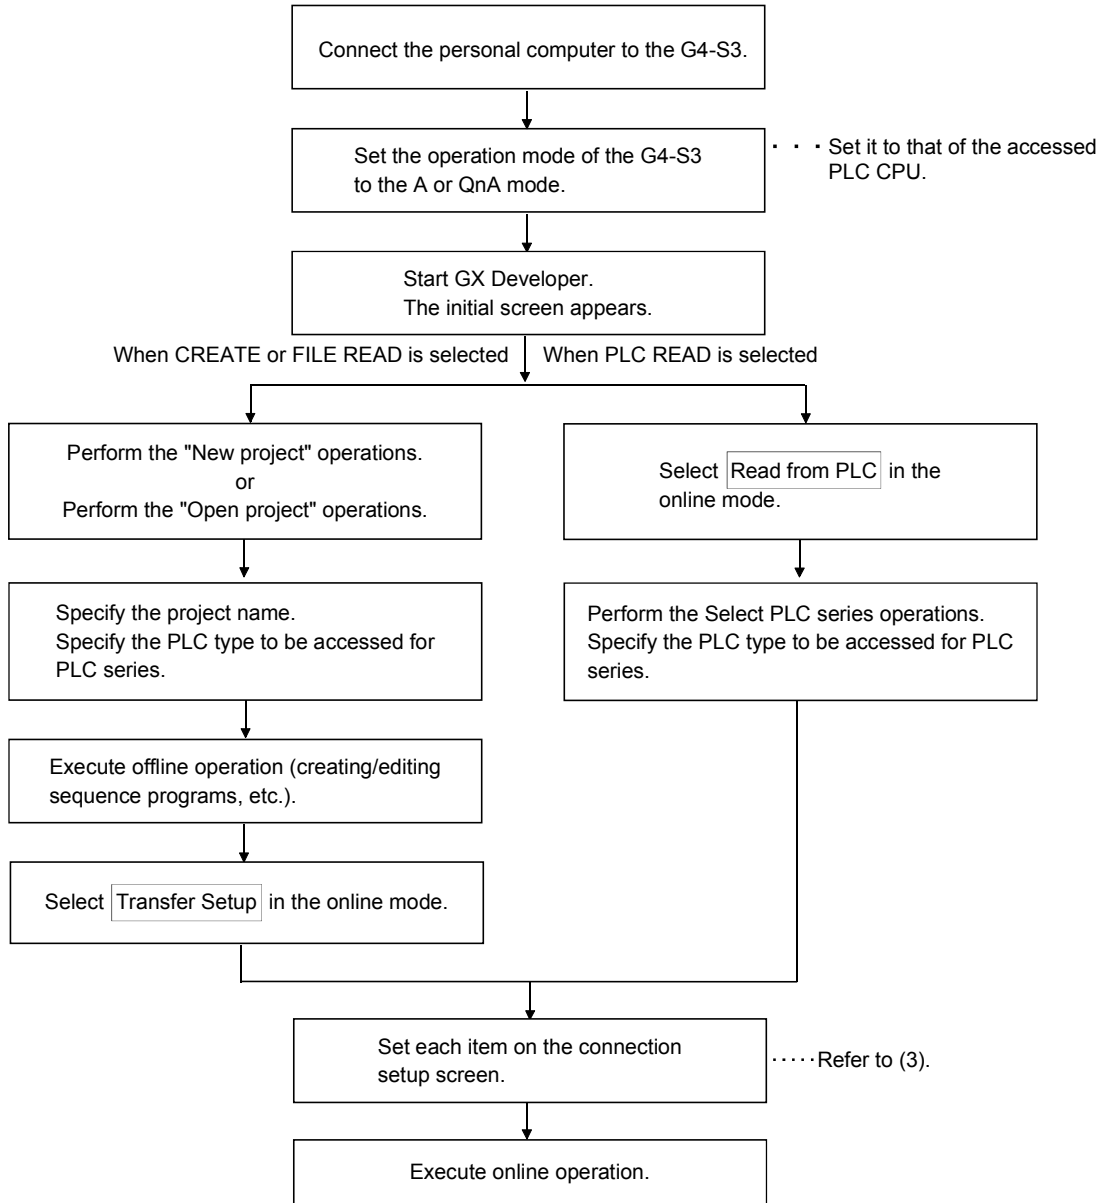 Connect the personal computer to the G4-S3.
Set the operation mode of the G4-S3
to the A or QnA mode.
· · · Set it to that of the accessed
PLC CPU.
Start GX Developer.
The initial screen appears.
When CREATE or FILE READ is selected
When PLC READ is selected
Perform the "New project" operations.
or
Perform the "Open project" operations.
Select Read from PLC in the
online mode.
Specify the project name.
Specify the PLC type to be accessed for
PLC series.
Perform the Select PLC series operations.
Specify the PLC type to be accessed for PLC
series.
Execute offline operation (creating/editing
sequence programs, etc.).
Select Transfer Setup in the online mode.
Set each item on the connection
setup screen.
·····Refer to (3).
Execute online operation.